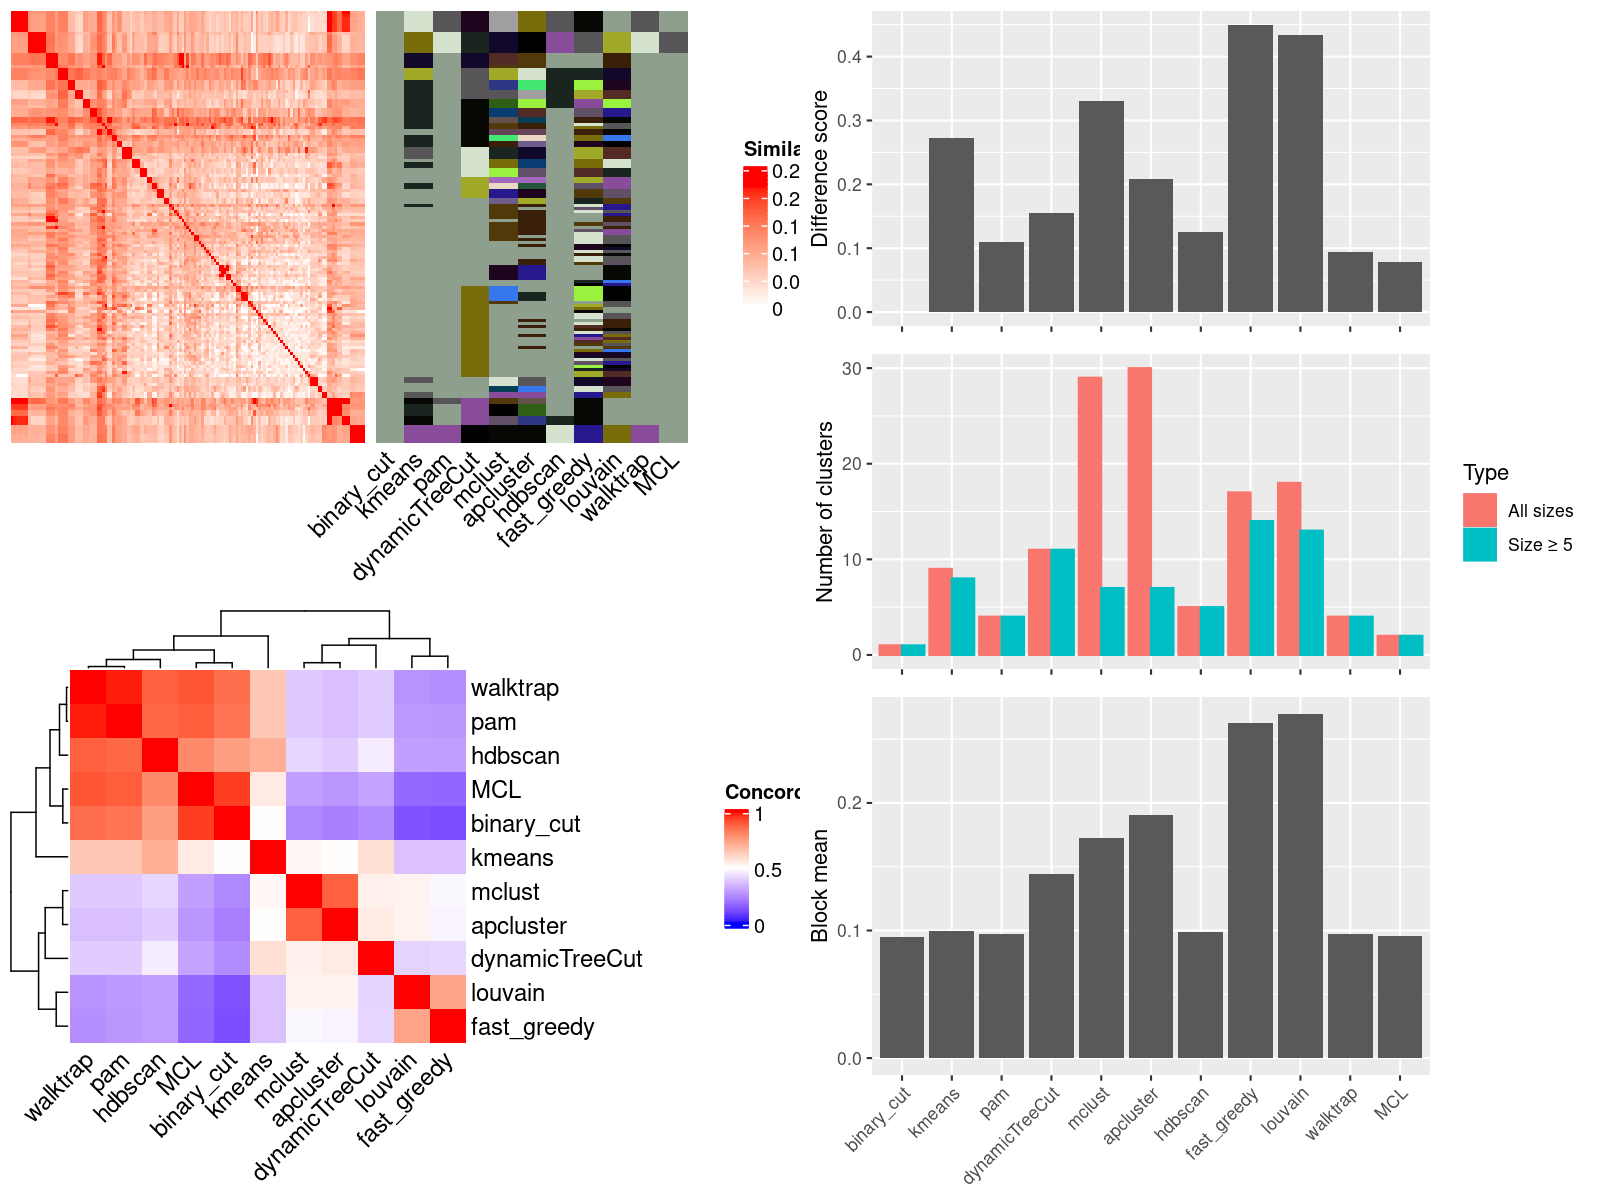 Simila
0.2
0.2
0.1
0.1
0.0
0
binary_cut
kmeans
pam
dynamicTreeCut
mclust
apcluster
hdbscan
fast_greedy
louvain
walktrap
MCL
walktrap
pam
hdbscan
MCL
binary_cut
kmeans
mclust
apcluster
dynamicTreeCut
louvain
fast_greedy
walktrap
pam
hdbscan
MCL
binary_cut
kmeans
mclust
apcluster
dynamicTreeCut
louvain
fast_greedy
Concord
1
0.5
0
Difference score
0.4
0.3
0.2
0.1
0.0
Number of clusters
30
20
10
0
Type
All sizes
Size ≥ 5
Block mean
0.2
0.1
0.0
binary_cut
kmeans
pam
dynamicTreeCut
mclust
apcluster
hdbscan
fast_greedy
louvain
walktrap
MCL